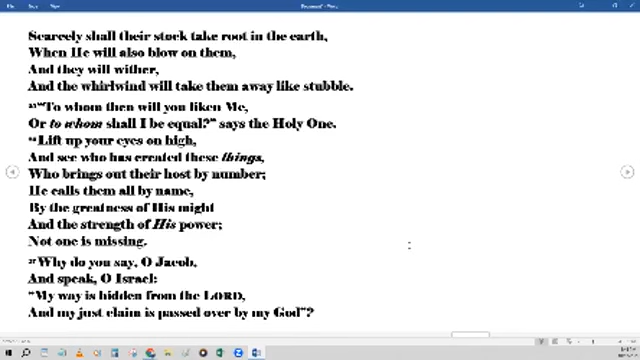 Scarcely shall their stock take root in the earth,
When He will also blow on them,
And they will wither,
And the whirlwind will take them away like stubble.
25 “To whom then will you liken Me,
Or to whom shall I be equal?” says the Holy One.
26 Lift up your eyes on high,
And see who has created these things,
Who brings out their host by number;
He calls them all by name,
By the greatness of His might
And the strength of His power;
Not one is missing.
27 Why do you say, O Jacob,
And speak, O Israel:
“My way is hidden from the LORD,
And my just claim is passed over by my God”?